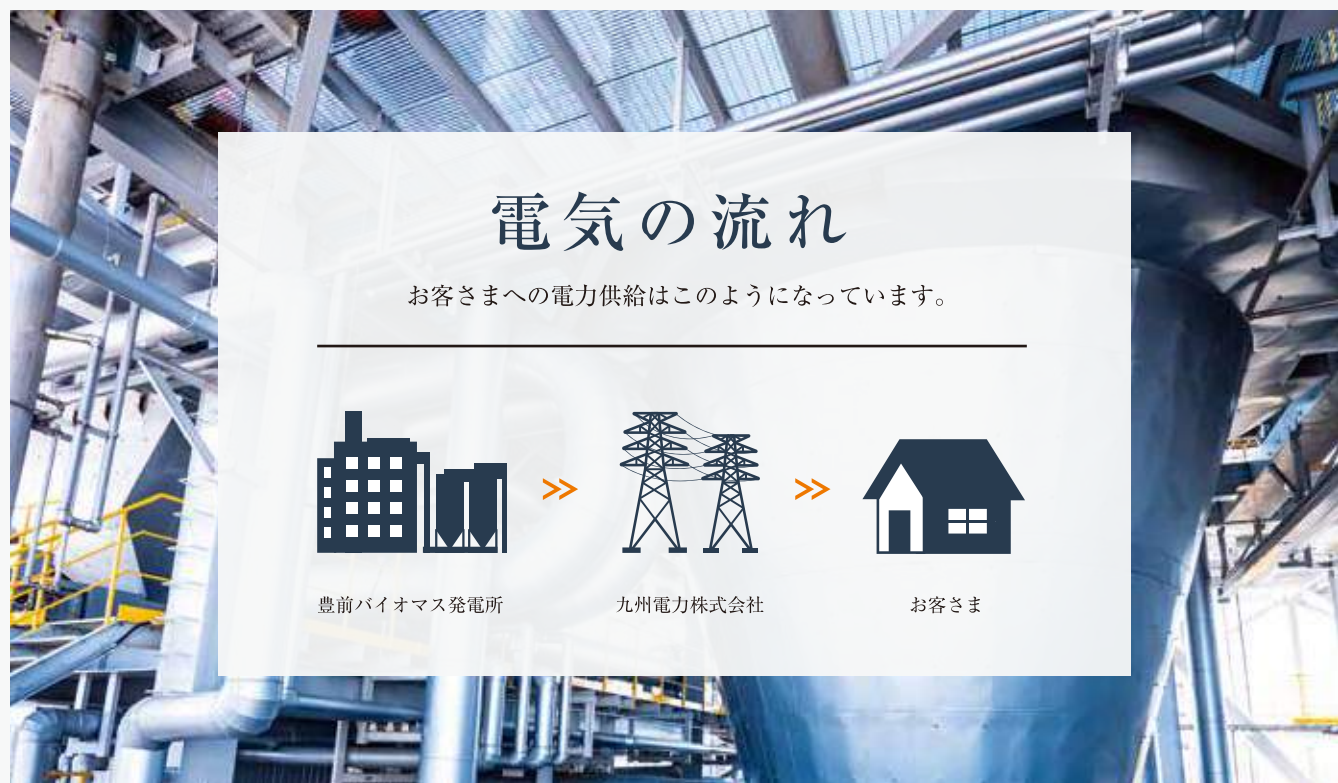 電気の流れ
お客さまへの電力供給はこのようになっています。
豊前バイオマス発電所
九州電力株式会社
お客さま